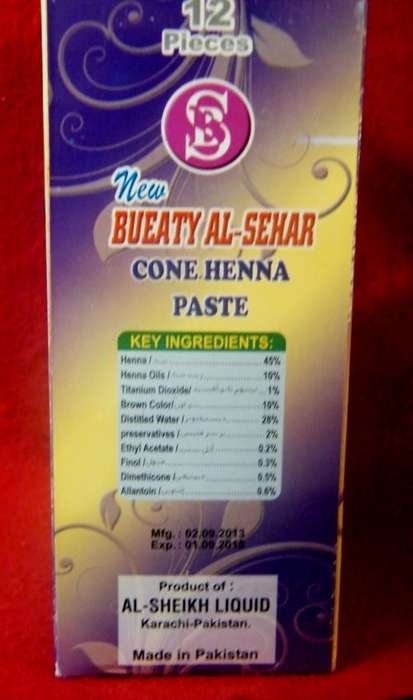 12
Pieces
SB
New
BUEATY AL-SEHAR
CONE HENNA
PASTE
KEY INGREDIENTS:
Henna / 45%
Henna Oils / 10%
Titanium Dioxide/ 1%
Brown Color/ 10%
Distilled Water / 28%
preservatives / 2%
Ethyl Acetate / 0.2%
Finol / 0.3%
Dimethicone / 0.5%
Allantoin / 0.6%
Mfg. : 02.09.2013
Exp. : 01.09.2018
Product of :
AL-SHEIKH LIQUID
Karachi-Pakistan.
Made in Pakistan